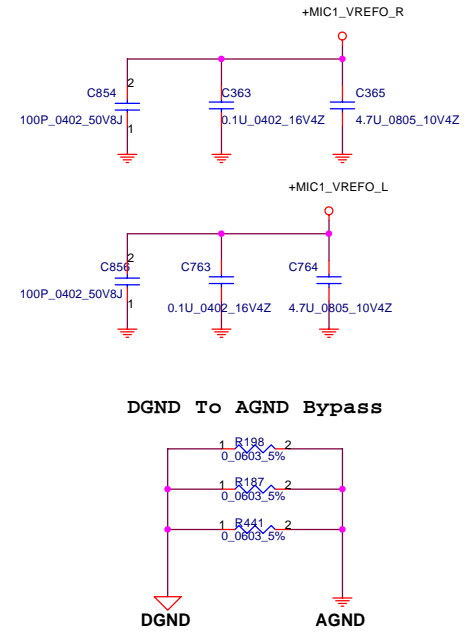 +MIC1_VREFO_R
2
C854
C363
C365
100P_0402_50V8J
0.1U_0402_16V4Z
4.7U_0805_10V4Z
1
+MIC1_VREFO_L
2
C856
C763
C764
100P_0402_50V8J
1
0.1U_0402_16V4Z
4.7U_0805_10V4Z
DGND To AGND Bypass
1 R198 2
0_0603_5%
1 R187 2
0_0603_5%
1 R441 2
0_0603_5%
DGND
AGND